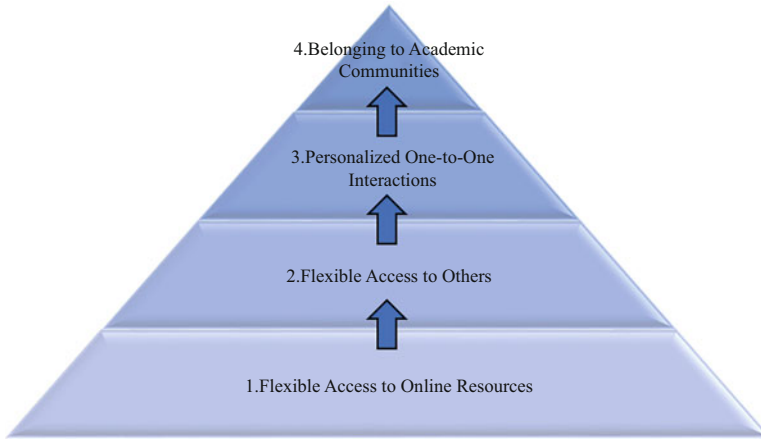 4.Belonging to Academic
Communities
3.Personalized One-to-One
Interactions
2.Flexible Access to Others
1.Flexible Access to Online Resources